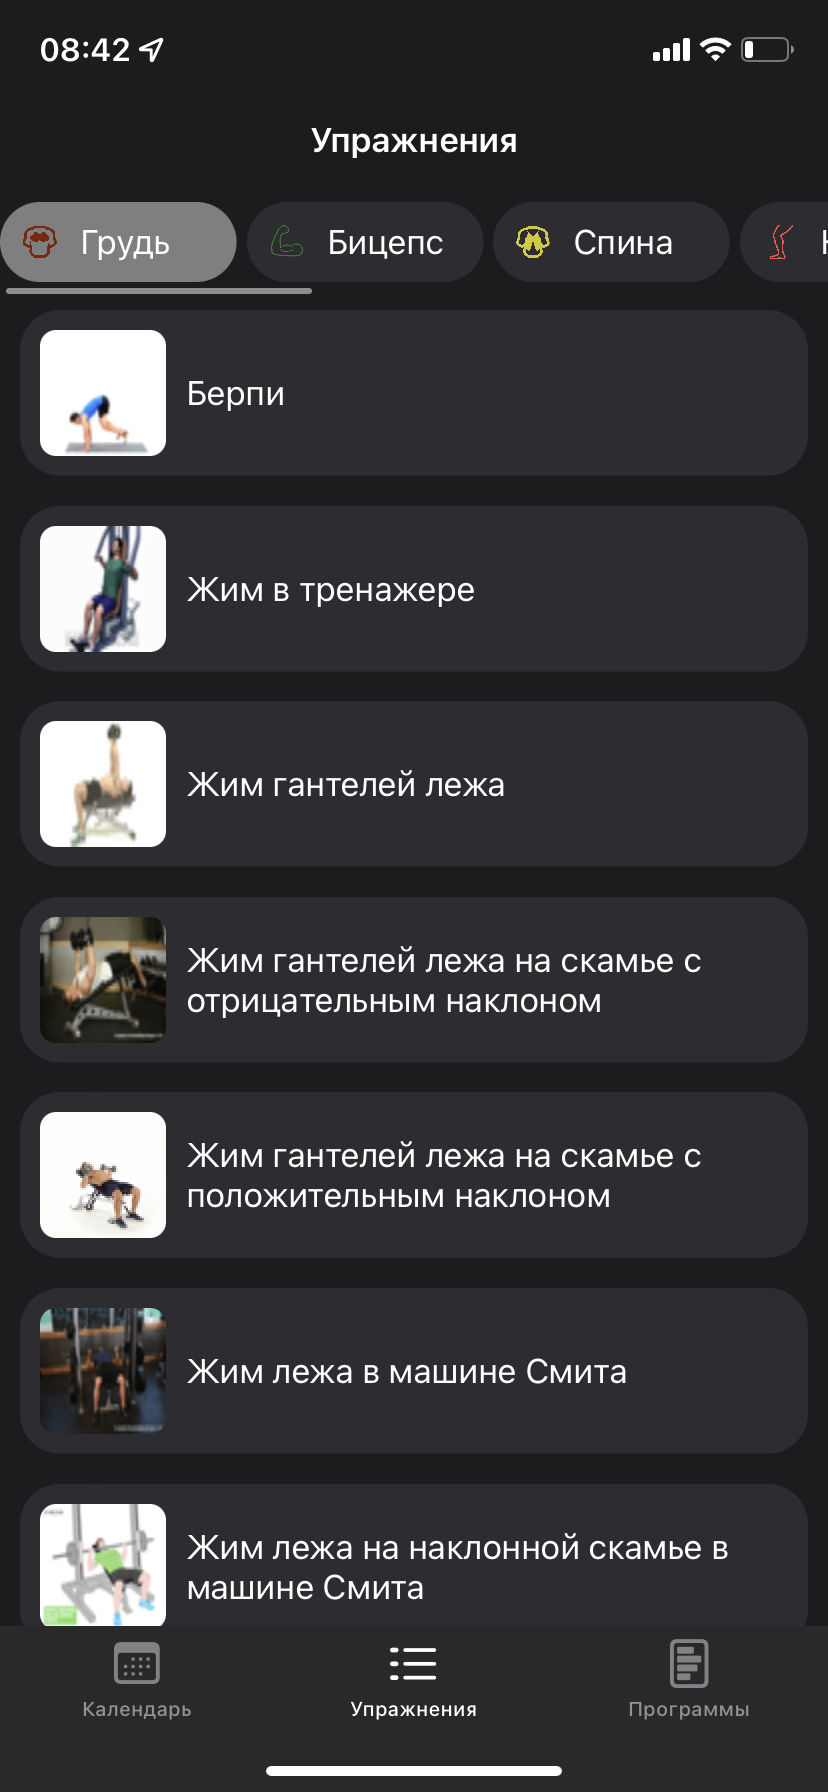 08:42
Упражнения
Грудь
Бицепс
Спина
Берпи
Жим в тренажере
Жим гантелей лежа
Жим гантелей лежа на скамье с
отрицательным наклоном
Жим гантелей лежа на скамье с
положительным наклоном
Жим лежа в машине Смита
Жим лежа на наклонной скамье в
машине Смита
Календарь
Упражнения
Программы